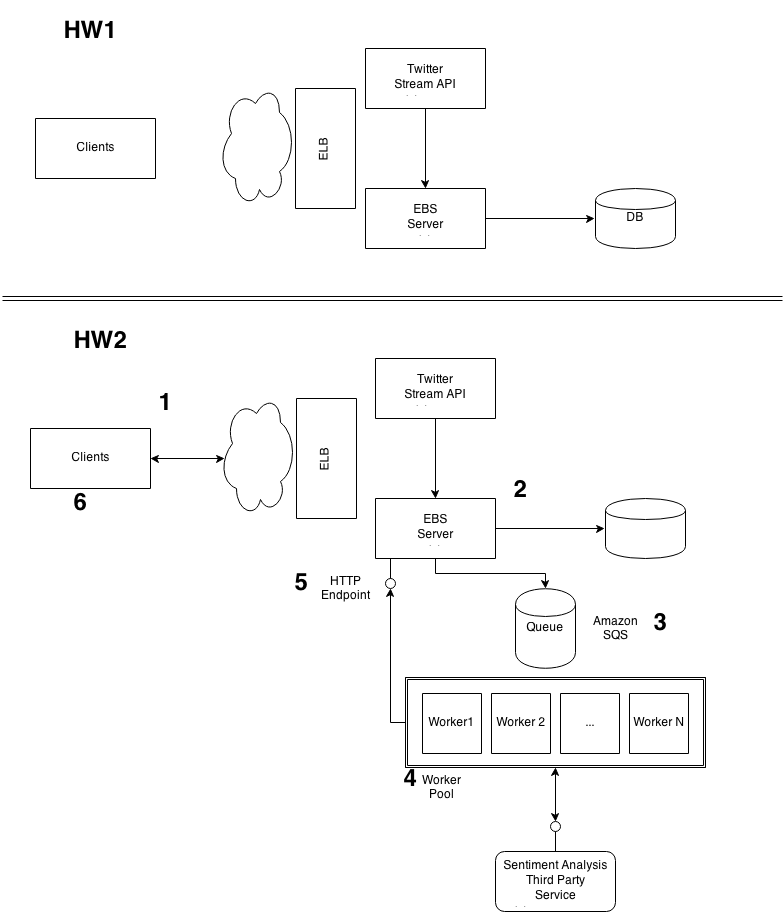 HW1
Twitter
Stream API
Clients
ELB
EBS
Server
DB
HW2
Twitter
Stream API
1
Clients
ELB
6
2
EBS
Server
5
HTTP
Endpoint
Queue
Amazon
SQS
3
Worker1
Worker 2
...
Worker N
4
Worker
Pool
Sentiment Analysis
Third Party
Service